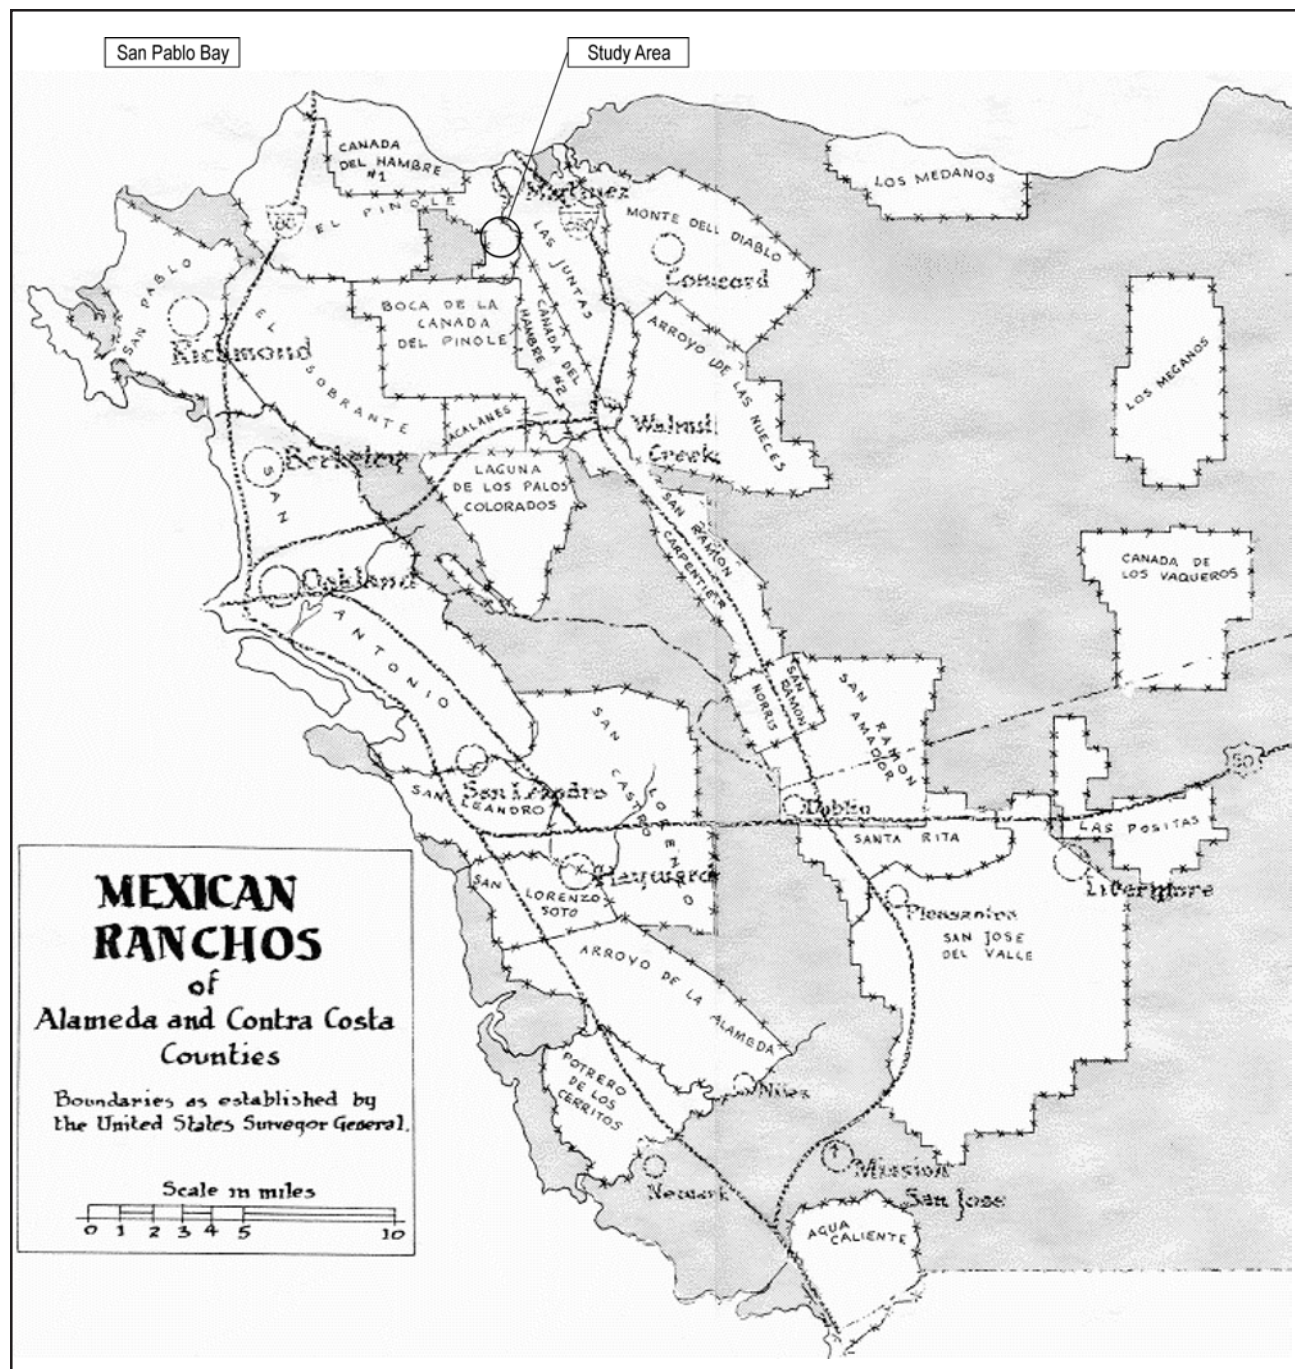 San Pablo Bay
Study Area
CANADA
DEL HAMBRE
#1
EL PINOLE
Martinez
LAS JUNTAS
MONTE DELL DIABLO
LOS MEDANOS
80
680
SAN PABLO
Richmond
EL SOBRANTE
BOCA DE LA
CANADA
DEL PINOLE
CANADA DEL
HAMBRE #2
Concord
ARROYO DE LAS NUECES
LOS MEGANOS
ACALANES
Walnut
Creek
Berkeley
LAGUNA
DE LOS PALOS
COLORADOS
SAN RAMON
CARPENTIER
CANADA DE
LOS VAQUEROS
Oakland
SAN
ANTONIO
NORRIS
SAN
RAMON
SAN RAMON
AMADOR
SAN
CASTRO
LORENZO
San Leandro
SAN
LEANDRO
Dublin
50
SANTA RITA
LAS POSITAS
Livermore
Hayward
SAN
LORENZO
SOTO
Pleasanton
SAN JOSE
DEL VALLE
ARROYO DE LA
ALAMEDA
POTRERO
DE LOS
CERRITOS
Niles
Newark
Mission
San Jose
AGUA
CALIENTE
MEXICAN
RANCHOS
of
Alameda and Contra Costa
Counties
Boundaries as established by
the United States Surveyor General.
Scale in miles
0 1 2 3 4 5 10